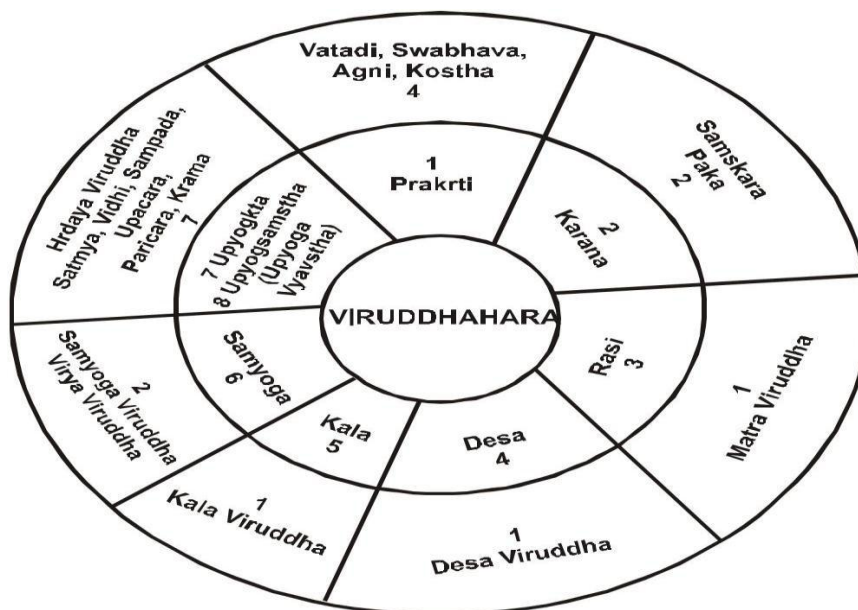 VIRUDDHAHARA
Vatadi, Swabhava,
Agni, Kostha
4
1
Prakrti
Samskara
Paka
2
2
Karana
1
Matra Viruddha
Rasi
3
1
Desa Viruddha
Desa
4
1
Kala Viruddha
Kala
5
2
Samyoga Viruddha
Virya Viruddha
Samyoga
6
Hrdaya Viruddha
Satmya, Vidhi, Sampada,
Upacara,
Paricara, Krama
7
7 Upyogkta
8 Upyogsamstha
(Upyoga
Vyavstha)